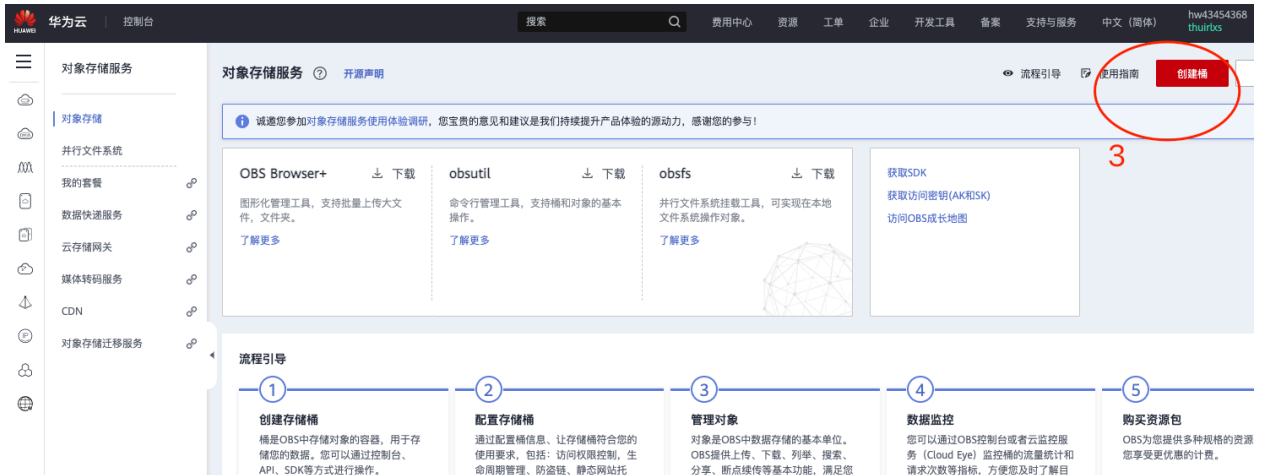 HUAWEI
华为云
控制台
搜索
费用中心
资源
工单
企业
开发工具
备案
支持与服务
中文（简体）
hw43454368
thuirlxs
对象存储服务
对象存储
并行文件系统
我的套餐
数据快递服务
云存储网关
媒体转码服务
CDN
对象存储迁移服务
对象存储服务
开源声明
流程引导
使用指南
创建桶
3
诚邀您参加对象存储服务使用体验调研，您宝贵的意见和建议是我们持续提升产品体验的源动力，感谢您的参与！
OBS Browser+
下载
图形化管理工具，支持批量上传大文
件，文件夹。
了解更多
obsutil
下载
命令行管理工具，支持桶和对象的基本
操作。
了解更多
obsfs
下载
并行文件系统挂载工具，可实现在本地
文件系统操作对象。
了解更多
获取SDK
获取访问密钥(AK和SK)
访问OBS成长地图
流程引导
1
创建存储桶
桶是OBS中存储对象的容器，用于存
储您的数据。您可以通过控制台、
API、SDK等方式进行操作。
2
配置存储桶
通过配置桶信息、让存储桶符合您的
使用要求，包括：访问权限控制，生
命周期管理、防盗链、静态网站托
3
管理对象
对象是OBS中数据存储的基本单位。
OBS提供上传、下载、列举、搜索、
分享、断点续传等基本功能，满足您
4
数据监控
您可以通过OBS控制台或者云监控服
务（Cloud Eye）监控桶的流量统计和
请求次数等指标，方便您及时了解目
5
购买资源包
OBS为您提供多种规格的资源
您享受更优惠的计费。